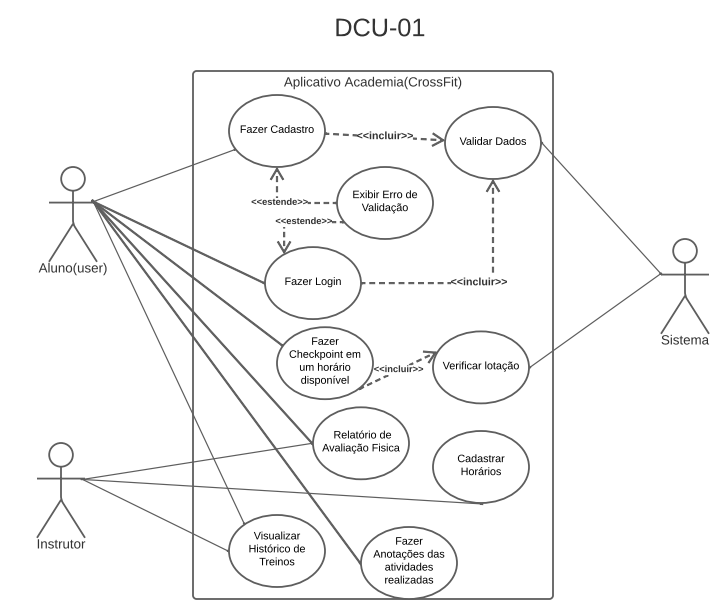 DCU-01
Aplicativo Academia(CrossFit)
Fazer Cadastro
<<incluir>>
Validar Dados
Exibir Erro de
Validação
<<estende>>
<<estende>>
Aluno(user)
Fazer Login
<<incluir>>
Sistema
Fazer
Checkpoint em
um horário
disponível
<<incluir>>
Verificar lotação
Relatório de
Avaliação Fisica
Cadastrar
Horários
Instrutor
Visualizar
Histórico de
Treinos
Fazer
Anotações das
atividades
realizadas